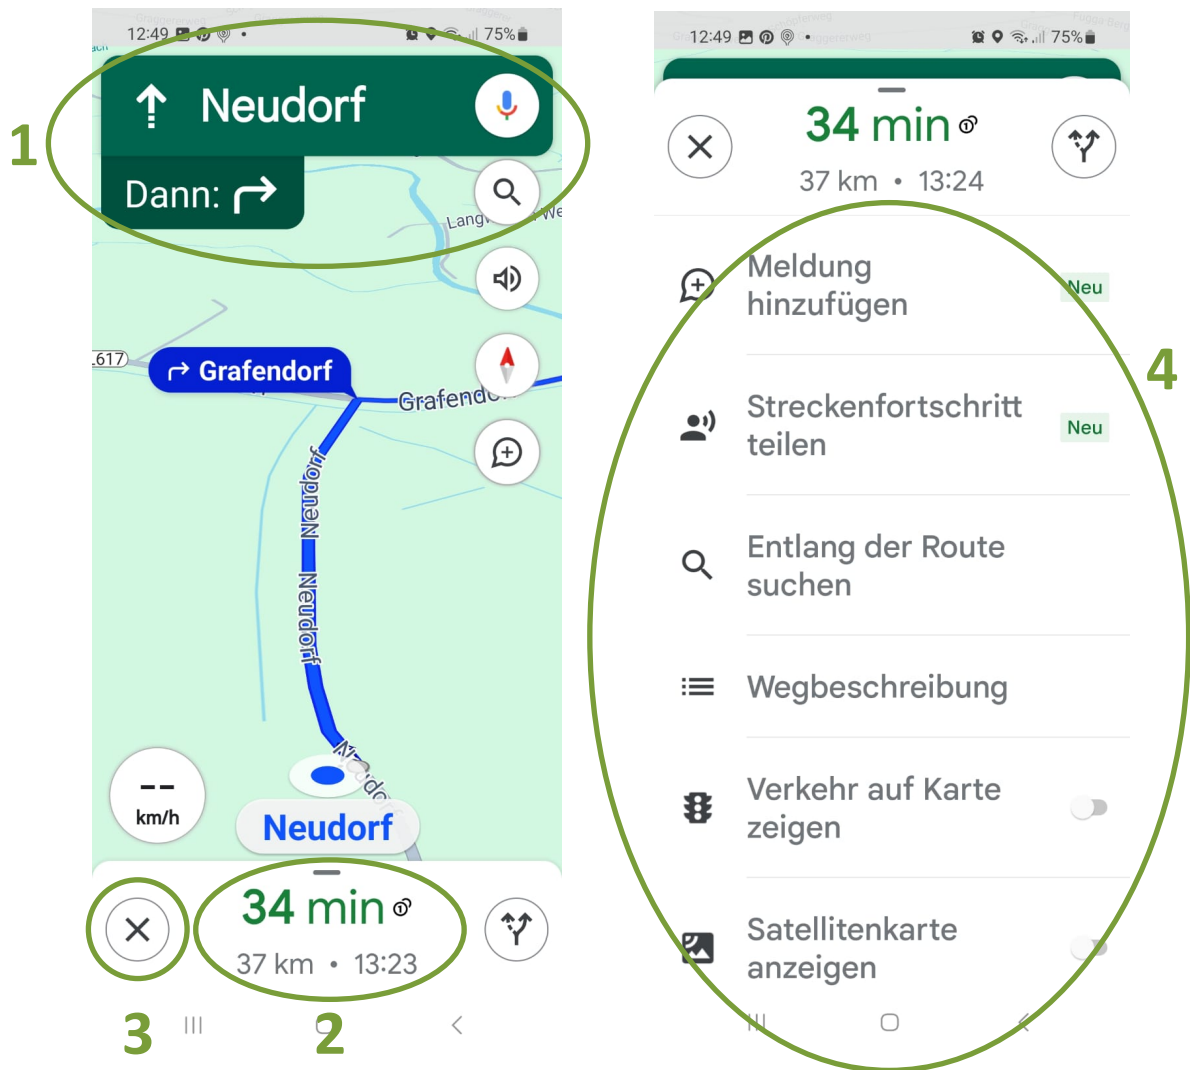 12:49
75%
1
Neudorf
Dann:
617
Grafendorf
Neudorf
Neudorf
km/h
Neudorf
34 min
37 km • 13:23
3
2
12:49
75%
34 min
37 km • 13:24
Meldung
hinzufügen
Neu
4
Streckenfortschritt
teilen
Neu
Entlang der Route
suchen
Wegbeschreibung
Verkehr auf Karte
zeigen
Satellitenkarte
anzeigen